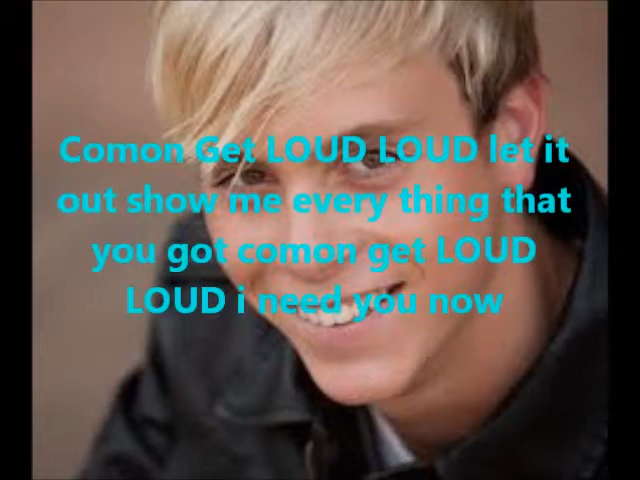 Comon Get LOUD LOUD let it
out show me every thing that
you got comon get LOUD
LOUD i need you now